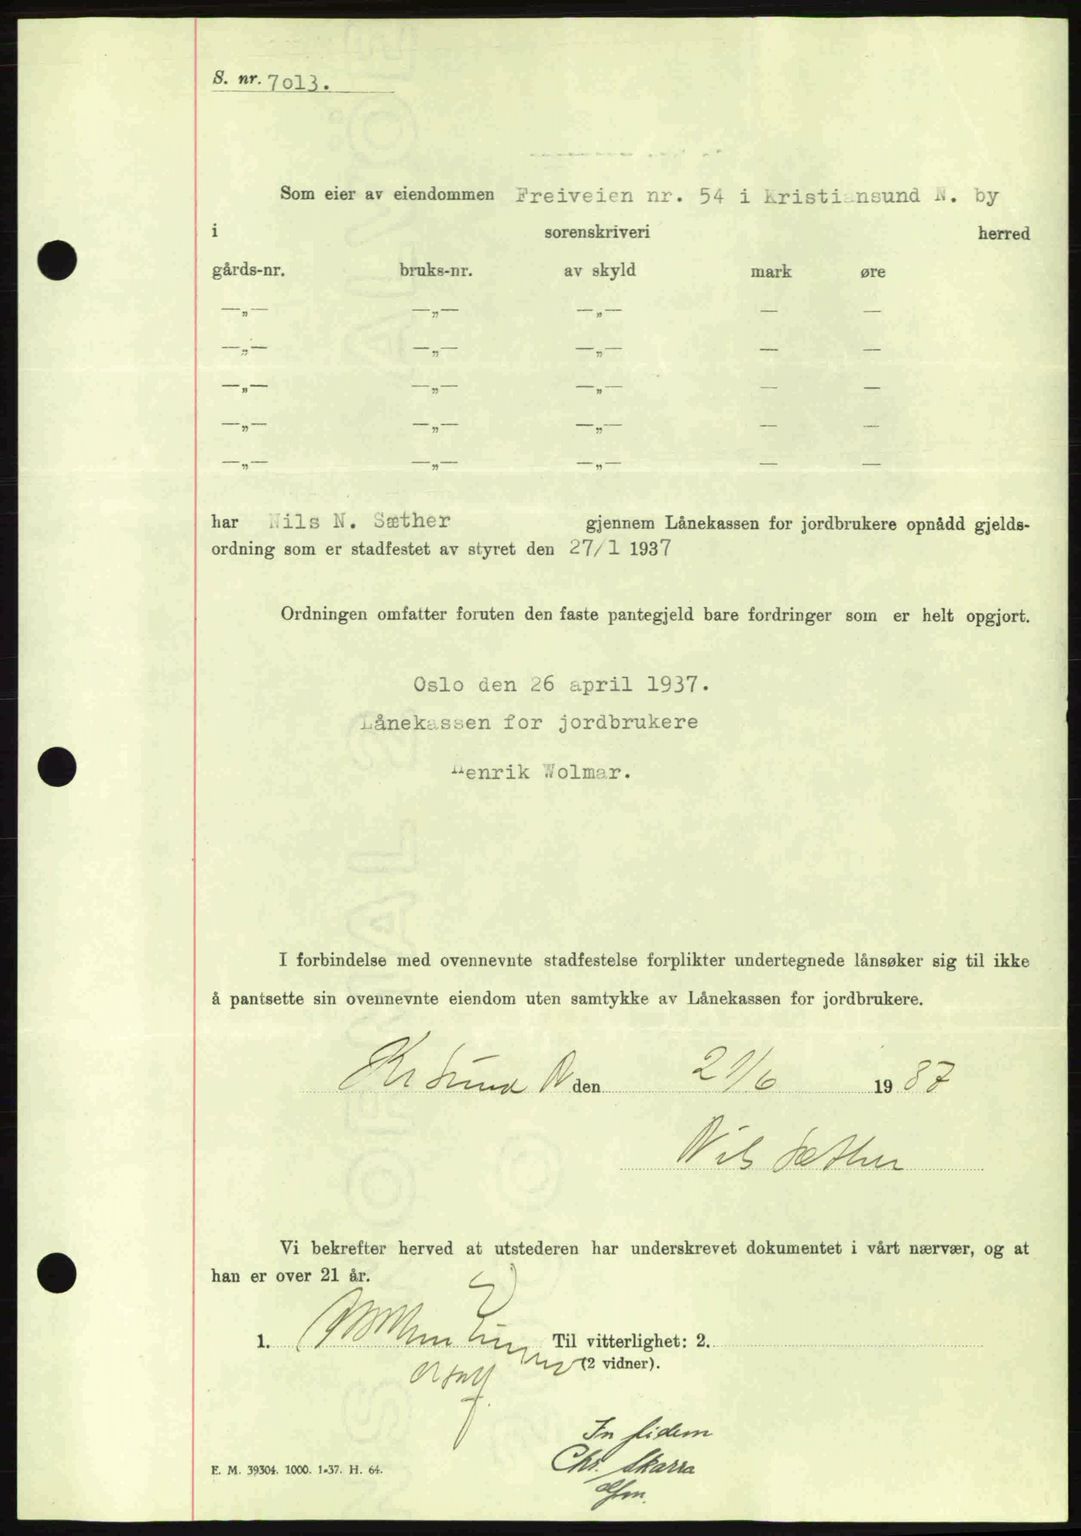 S. nr. 7013.
Som eier av eiendommen Freiveien nr. 54 i Kristiansund N. by
i sorenskriveri herred
gårds-nr. bruks-nr. av skyld mark øre
—„— —„— —„— — —
—„— —„— —„— — —
—„— —„— —„— — —
—„— —„— —„— — —
—„— —„— —„— — —
har Nils N. Sæther gjennem Lånekassen for jordbrukere opnådd gjelds-
ordning som er stadfestet av styret den 27/1 1937
Ordningen omfatter foruten den faste pantegjeld bare fordringer som er helt opgjort.
Oslo den 26 april 1937.
Lånekassen for jordbrukere
Henrik Wolmar.
I forbindelse med ovennevnte stadfestelse forplikter undertegnede lånsøker sig til ikke
å pantsette sin ovennevnte eiendom uten samtykke av Lånekassen for jordbrukere.
Kr sund N den 21/6 1937
Nils Sæther
Vi bekrefter herved at utstederen har underskrevet dokumentet i vårt nærvær, og at
han er over 21 år.
1. Til vitterlighet: 2.
(2 vidner).
In fidem
Chr. Skarra
E. M. 39304. 1000. 1-37. H. 64.